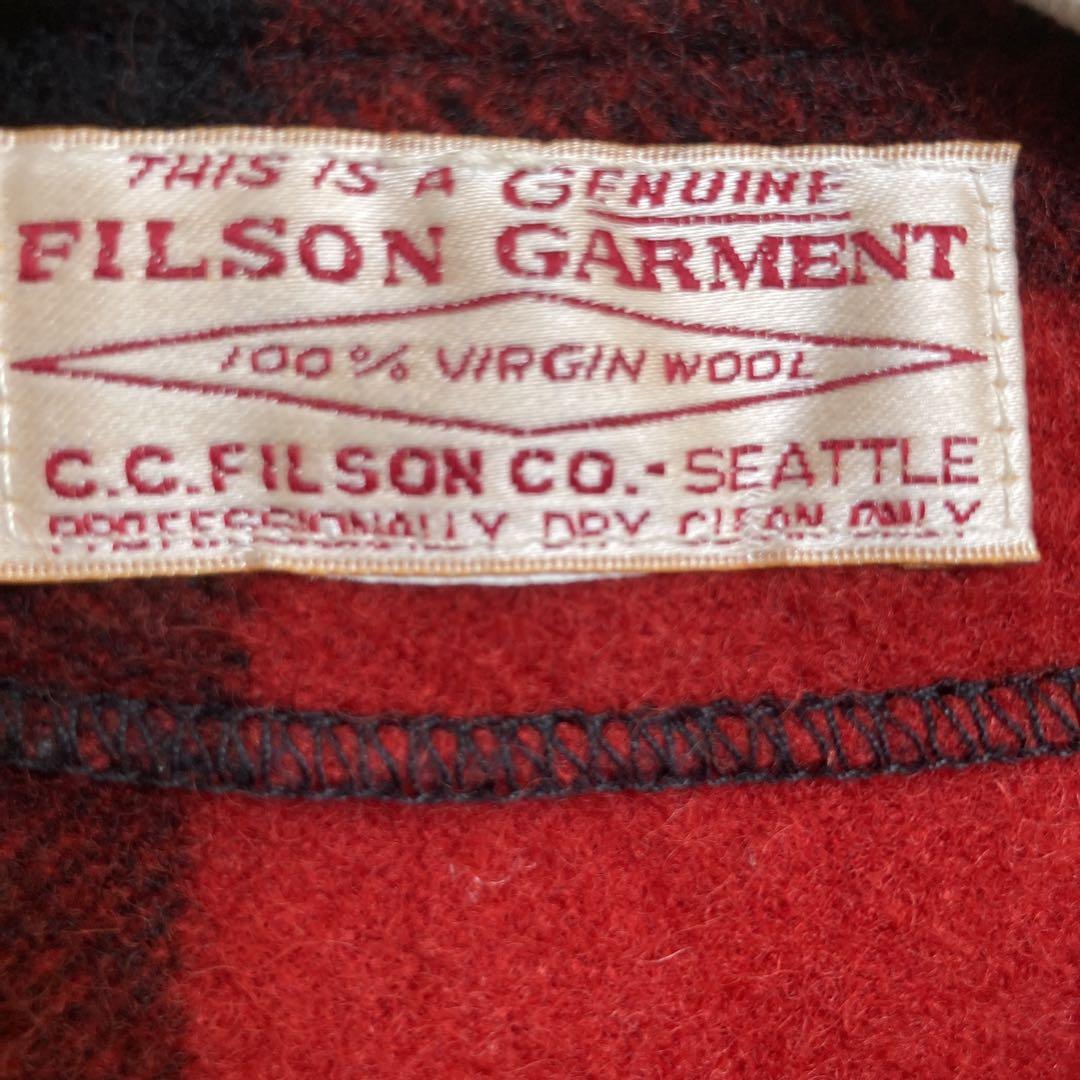 THIS IS A GENUINE
FILSON GARMENT
100% VIRGIN WOOL
C.C. FILSON CO.- SEATTLE
PROFESSIONALLY DRY CLEAN ONLY